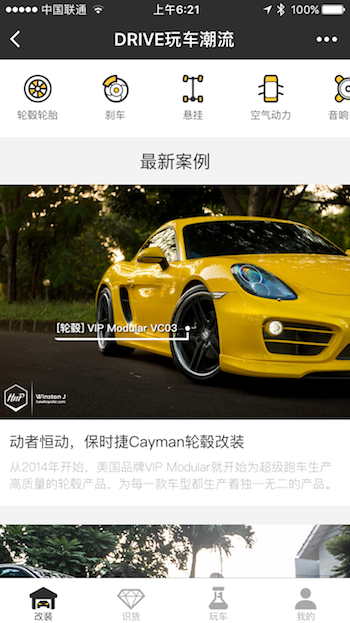 中国联通 上午6:21 100%
DRIVE玩车潮流
轮毂轮胎 刹车 悬挂 空气动力 音响
最新案例
[轮毂] VIP Modular VC03
HnP Winston J
动者恒动，保时捷Cayman轮毂改装
从2014年开始，美国品牌VIP Modular就开始为超级跑车生产
高质量的轮毂产品，为每一款车型都生产着独一无二的产品。
改装 识货 玩车 我的